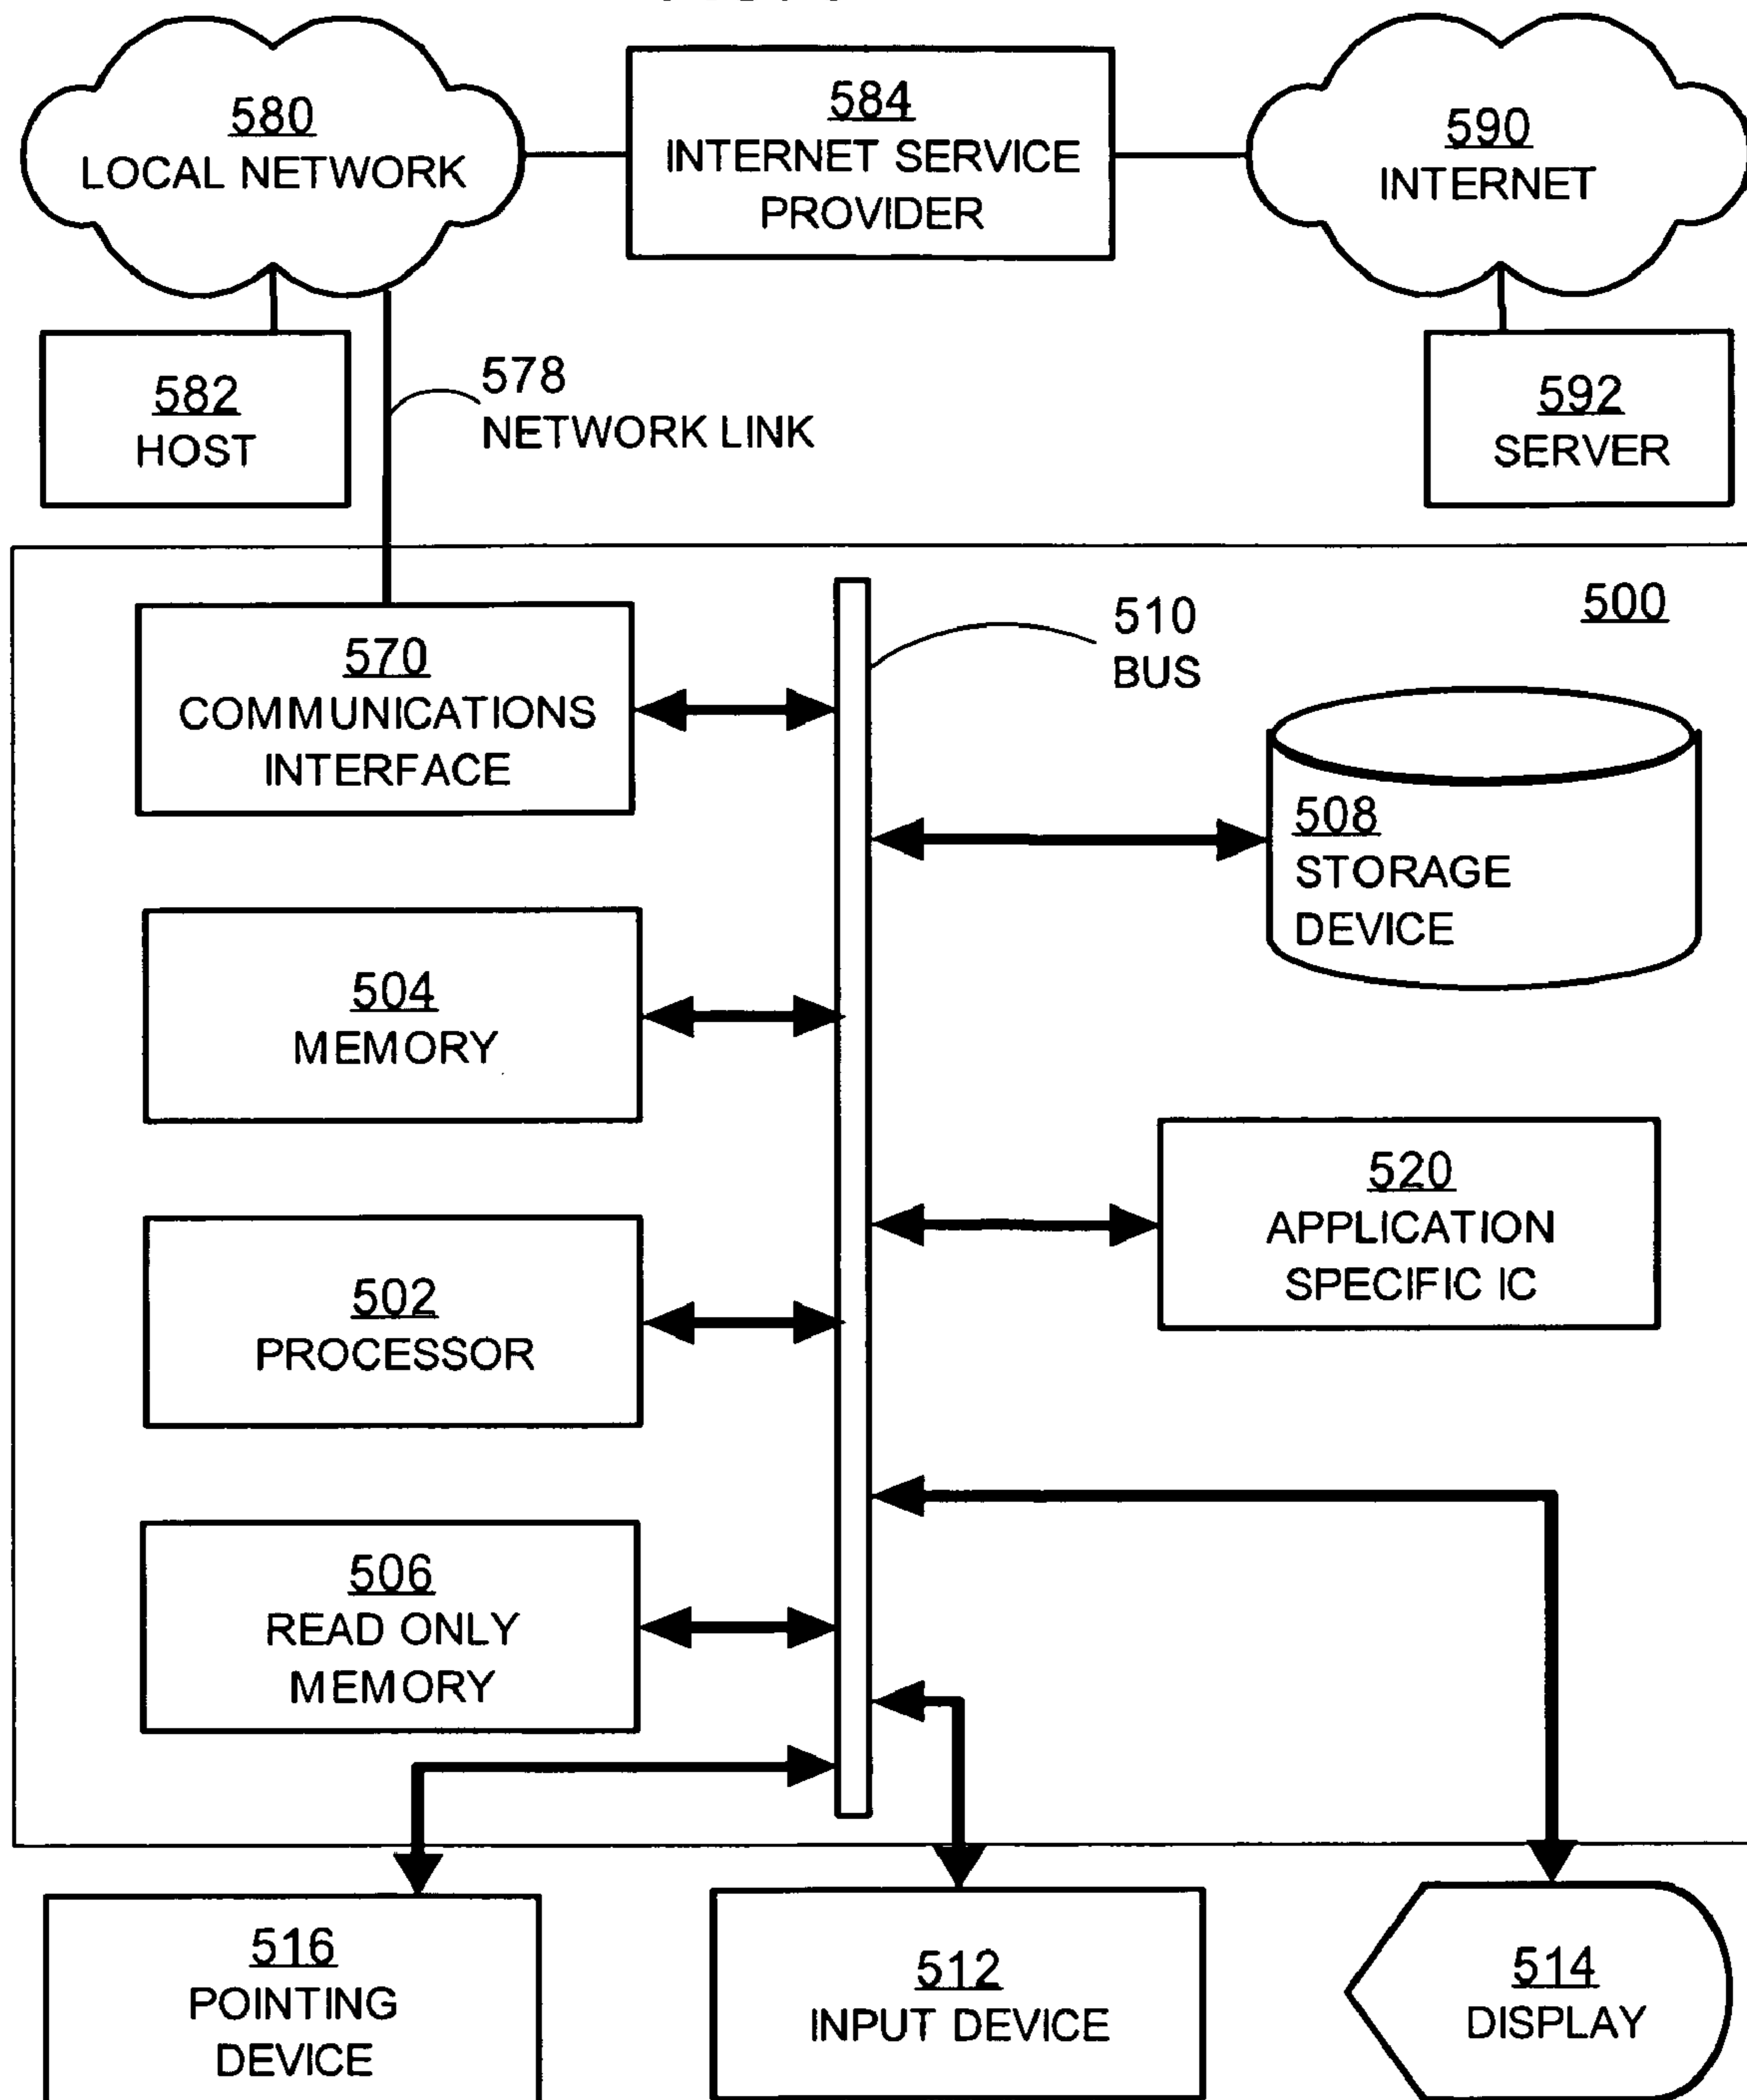 580
LOCAL NETWORK
584
INTERNET SERVICE
PROVIDER
590
INTERNET
582
HOST
578
NETWORK LINK
592
SERVER
500
570
COMMUNICATIONS
INTERFACE
510
BUS
508
STORAGE
DEVICE
504
MEMORY
520
APPLICATION
SPECIFIC IC
502
PROCESSOR
506
READ ONLY
MEMORY
516
POINTING
DEVICE
512
INPUT DEVICE
514
DISPLAY